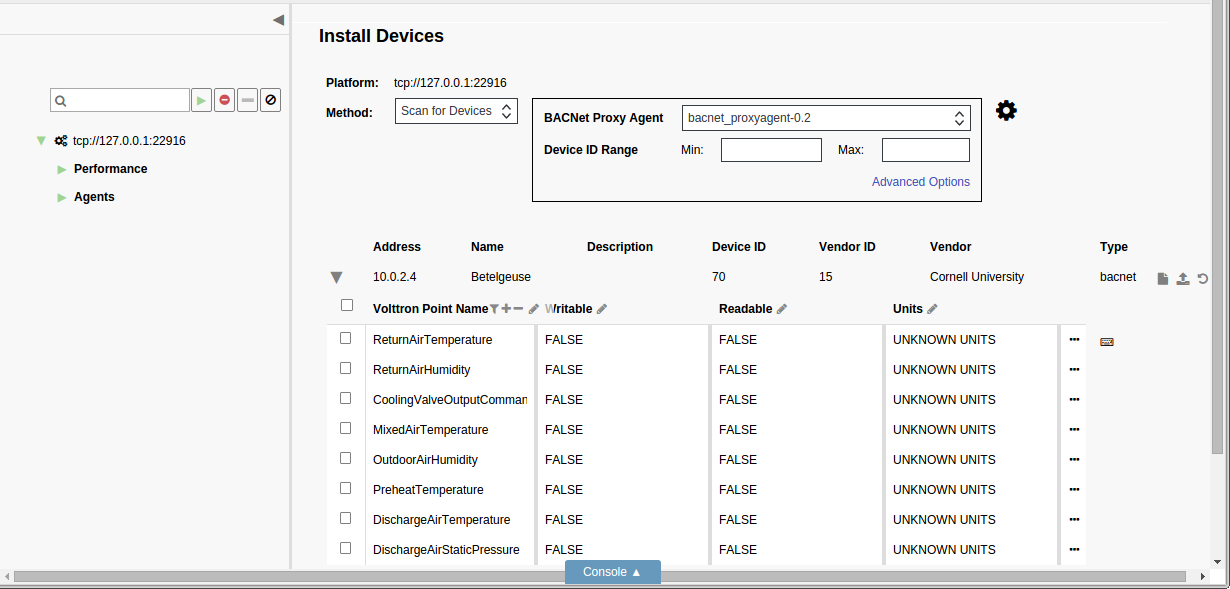 Install Devices
Platform: tcp://127.0.0.1:22916
Method: Scan for Devices
BACNet Proxy Agent bacnet_proxyagent-0.2
Device ID Range Min: Max:
Advanced Options
tcp://127.0.0.1:22916
Performance
Agents
Address Name Description Device ID Vendor ID Vendor Type
10.0.2.4 Betelgeuse 70 15 Cornell University bacnet
Volttron Point Name Writable Readable Units
ReturnAirTemperature FALSE FALSE UNKNOWN UNITS
ReturnAirHumidity FALSE FALSE UNKNOWN UNITS
CoolingValveOutputComman FALSE FALSE UNKNOWN UNITS
MixedAirTemperature FALSE FALSE UNKNOWN UNITS
OutdoorAirHumidity FALSE FALSE UNKNOWN UNITS
PreheatTemperature FALSE FALSE UNKNOWN UNITS
DischargeAirTemperature FALSE FALSE UNKNOWN UNITS
DischargeAirStaticPressure FALSE FALSE UNKNOWN UNITS
Console ▲